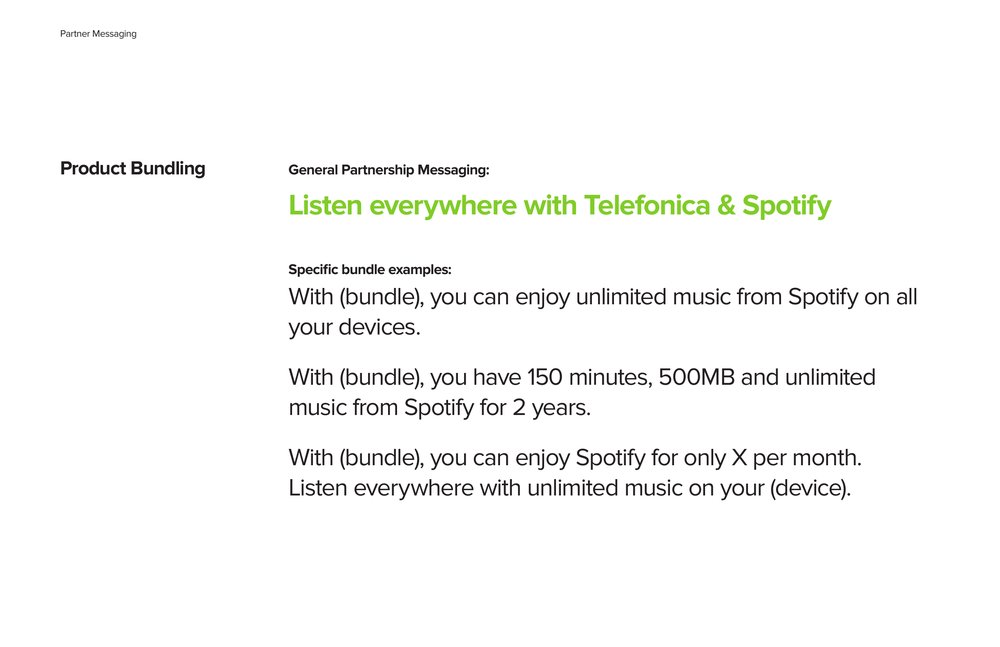 Partner Messaging
Product Bundling
General Partnership Messaging:
Listen everywhere with Telefonica & Spotify
Specific bundle examples:
With (bundle), you can enjoy unlimited music from Spotify on all
your devices.
With (bundle), you have 150 minutes, 500MB and unlimited
music from Spotify for 2 years.
With (bundle), you can enjoy Spotify for only X per month.
Listen everywhere with unlimited music on your (device).